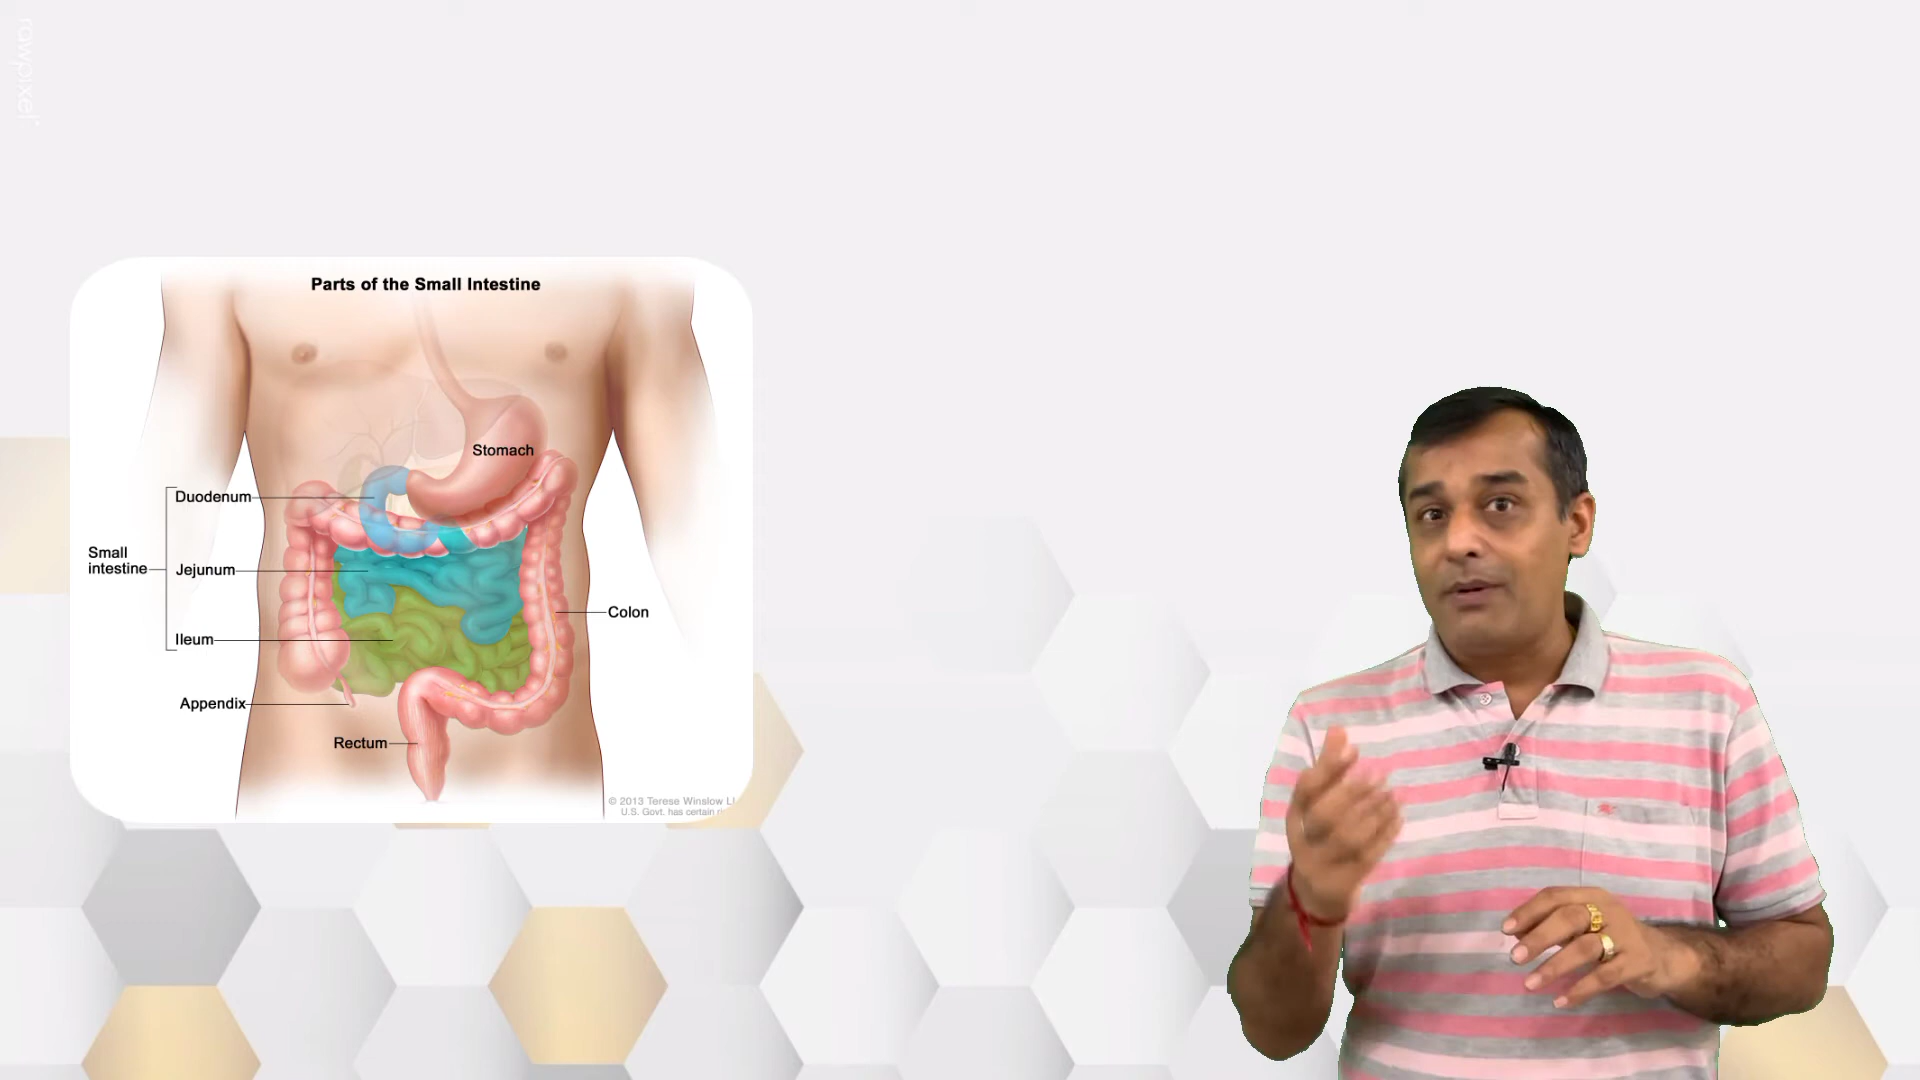 rawpixel
Parts of the Small Intestine
Stomach
Duodenum
Small
intestine
Jejunum
Ileum
Colon
Appendix
Rectum
© 2013 Terese Winslow
U.S. Govt. has certain